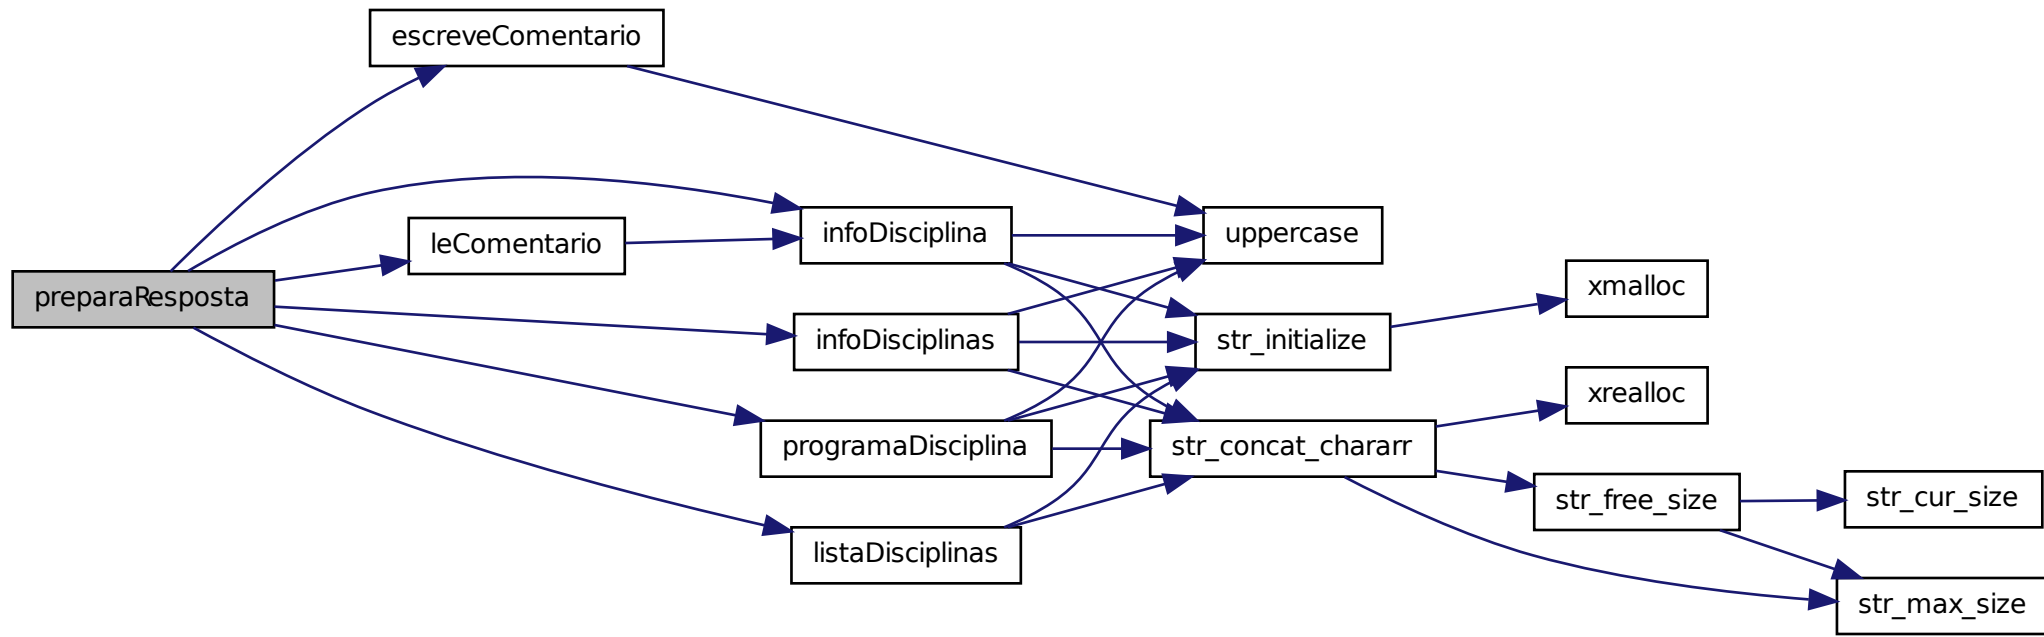 escreveComentario
preparaResposta
leComentario
infoDisciplina
infoDisciplinas
programaDisciplina
listaDisciplinas
uppercase
str_initialize
str_concat_chararr
xmalloc
xrealloc
str_free_size
str_cur_size
str_max_size